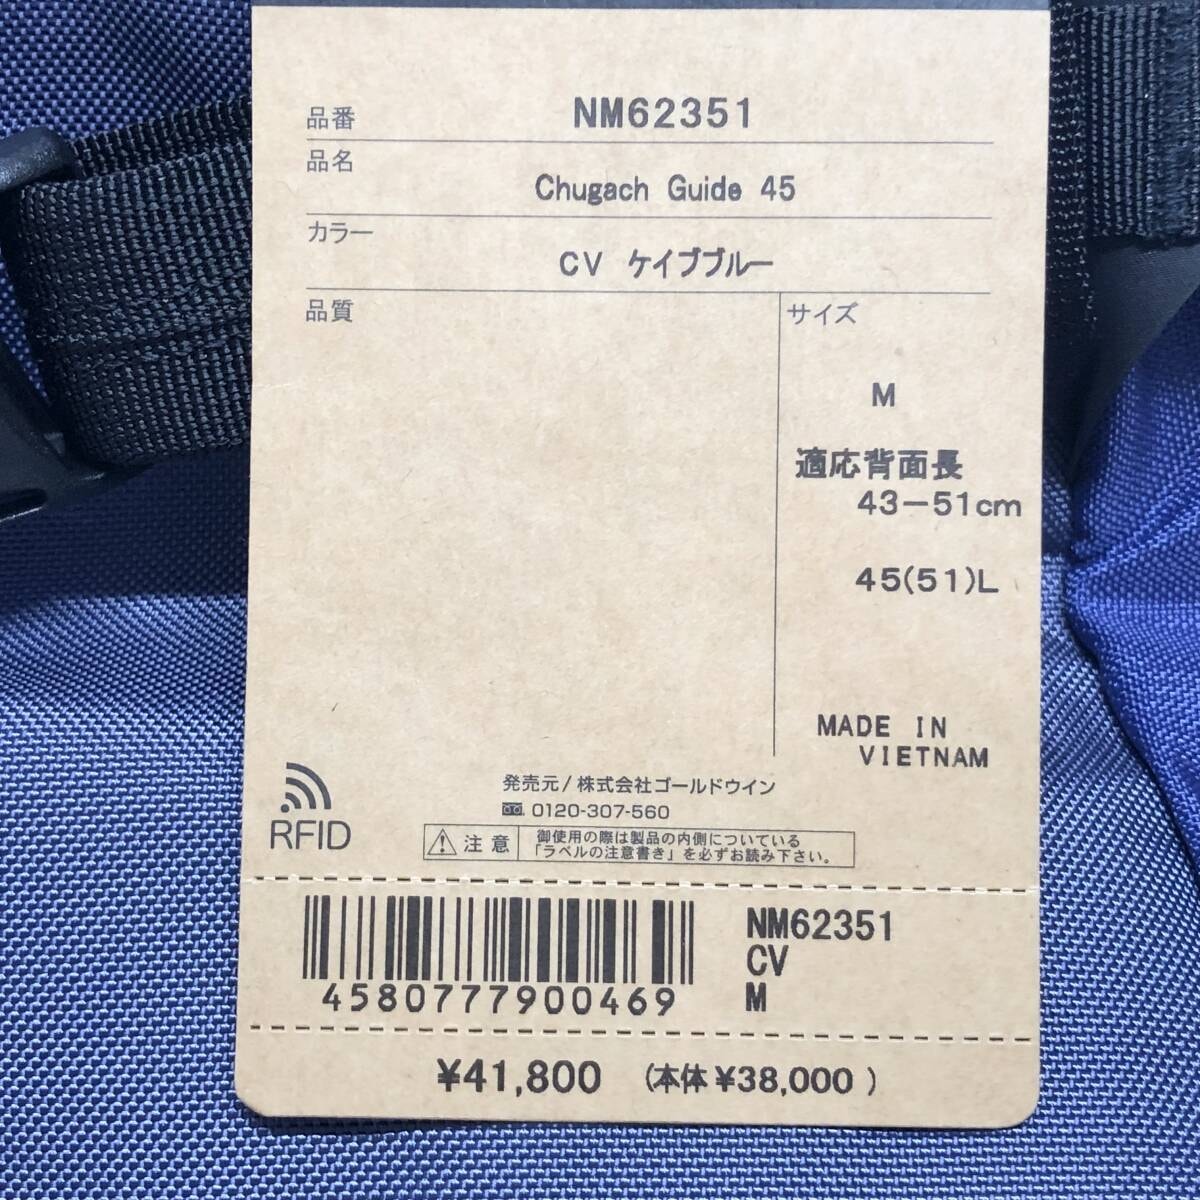 品番 NM62351
品名 Chugach Guide 45
カラー CV ケイブブルー
品質
サイズ
M
適応背面長
43－51cm
45(51)L
MADE IN
VIETNAM
RFID
発売元/株式会社ゴールドウイン
0120-307-560
注意
御使用の際は製品の内側についている
「ラベルの注意書き」を必ずお読み下さい。
4580777900469
NM62351
CV
M
¥41,800 (本体¥38,000)